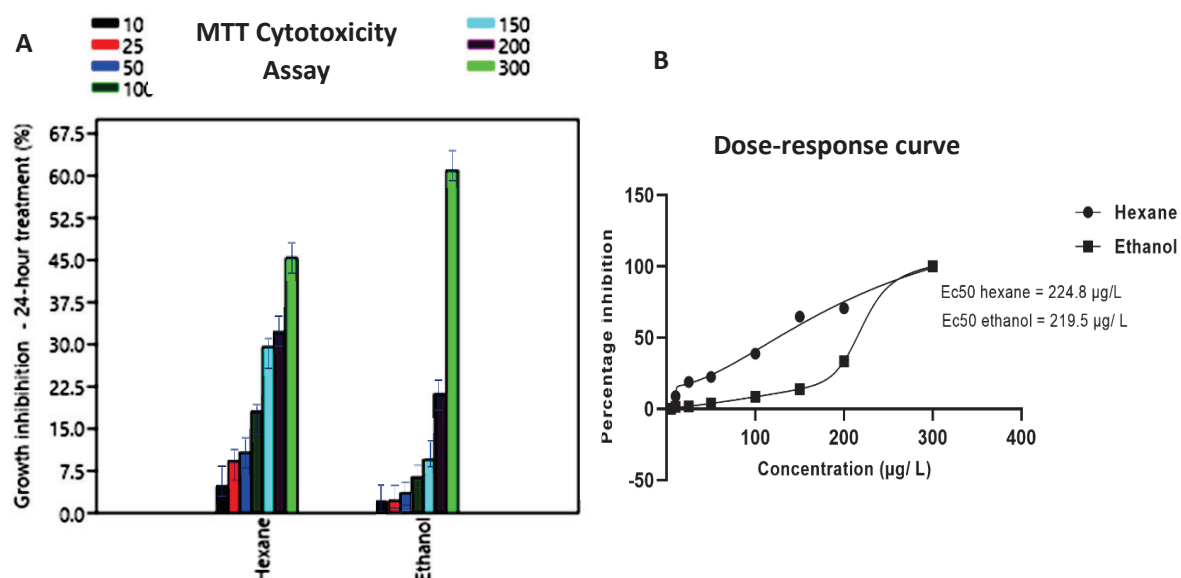 A
10
25
50
100
MTT Cytotoxicity
Assay
150
200
300
Growth inhibihition - 24-hour treatment (%)
67.5
60.0
52.5
45.0
37.5
30.0
22.5
15.0
7.5
0.0
Hexane
Ethanol
B
Dose-response curve
Percentage inhibition
150
100
50
0
-50
100
200
300
400
Concentration (µg/ L)
Hexane
Ethanol
Ec50 hexane = 224.8 µg/L
Ec50 ethanol = 219.5 µg/ L